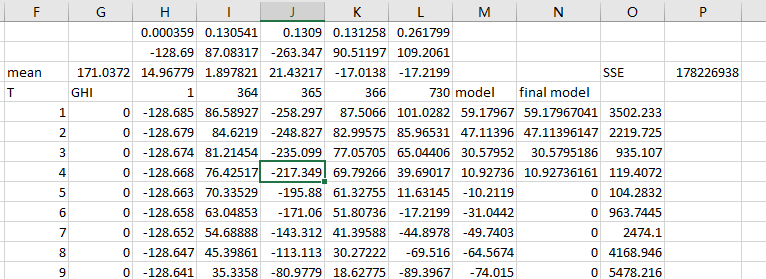 F G H I J K L M N O P
0.000359 0.130541 0.1309 0.131258 0.261799
-128.69 87.08317 -263.347 90.51197 109.2061
mean 171.0372 14.96779 1.897821 21.43217 -17.0138 -17.2199 SSE 178226938
T GHI 1 364 365 366 730 model final model
1 0 -128.685 86.58927 -258.297 87.5066 101.0282 59.17967 59.17967041 3502.233
2 0 -128.679 84.6219 -248.827 82.99575 85.96531 47.11396 47.11396147 2219.725
3 0 -128.674 81.21454 -235.099 77.05705 65.04406 30.57952 30.5795186 935.107
4 0 -128.668 76.42517 -217.349 69.79266 39.69017 10.92736 10.92736161 119.4072
5 0 -128.663 70.33529 -195.88 61.32755 11.63145 -10.2119 0 104.2832
6 0 -128.658 63.04853 -171.06 51.80736 -17.2199 -31.0442 0 963.7445
7 0 -128.652 54.68888 -143.312 41.39588 -44.8978 -49.7403 0 2474.1
8 0 -128.647 45.39861 -113.113 30.27222 -69.516 -64.5674 0 4168.946
9 0 -128.641 35.3358 -80.9779 18.62775 -89.3967 -74.015 0 5478.216